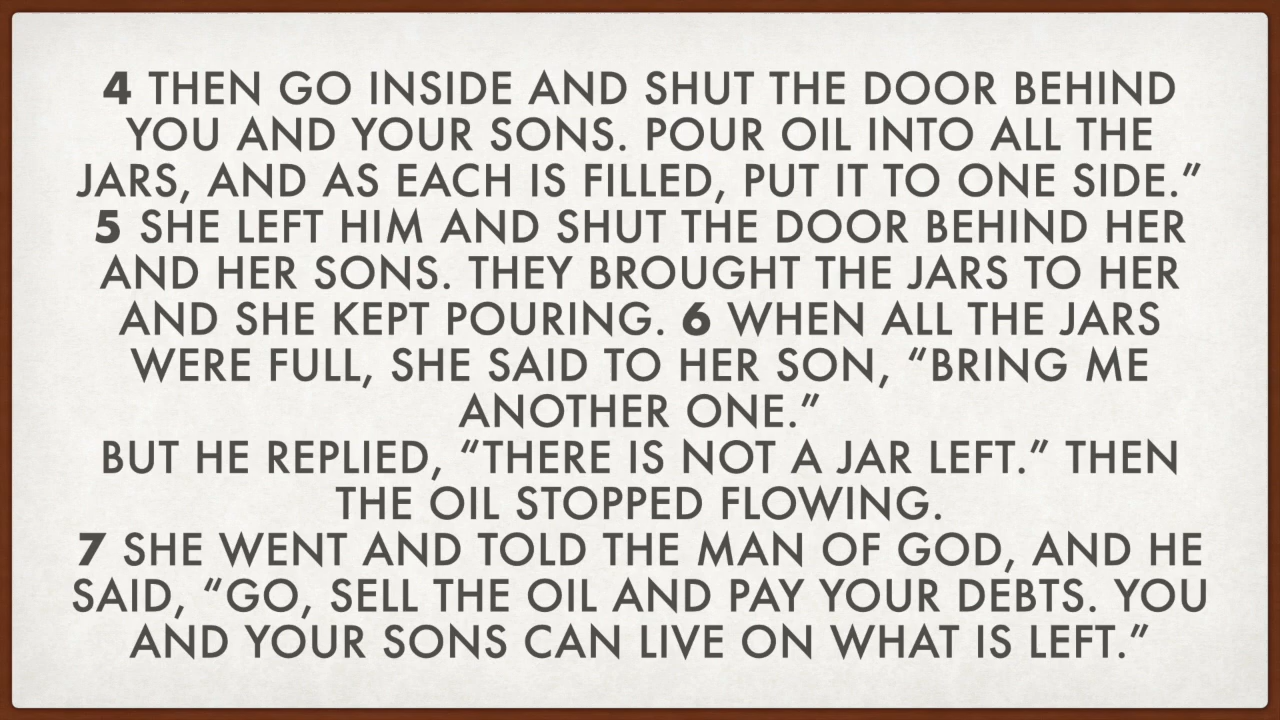 4 THEN GO INSIDE AND SHUT THE DOOR BEHIND
YOU AND YOUR SONS. POUR OIL INTO ALL THE
JARS, AND AS EACH IS FILLED, PUT IT TO ONE SIDE.”
5 SHE LEFT HIM AND SHUT THE DOOR BEHIND HER
AND HER SONS. THEY BROUGHT THE JARS TO HER
AND SHE KEPT POURING. 6 WHEN ALL THE JARS
WERE FULL, SHE SAID TO HER SON, “BRING ME
ANOTHER ONE.”
BUT HE REPLIED, “THERE IS NOT A JAR LEFT.” THEN
THE OIL STOPPED FLOWING.
7 SHE WENT AND TOLD THE MAN OF GOD, AND HE
SAID, “GO, SELL THE OIL AND PAY YOUR DEBTS. YOU
AND YOUR SONS CAN LIVE ON WHAT IS LEFT.”